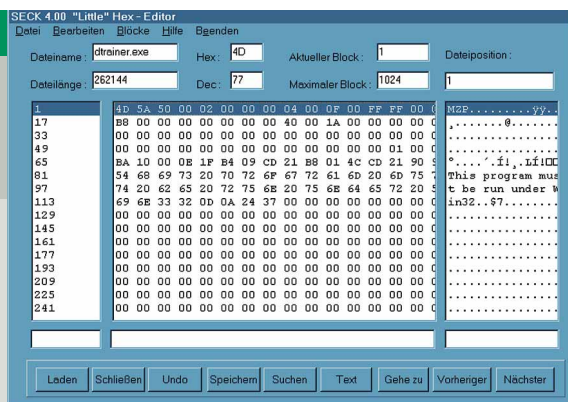 SECK 4.00 "Little" Hex - Editor
Datei Bearbeiten Blöcke Hilfe Beenden
Dateiname: dtrainer.exe Hex: 4D Aktueller Block: 1 Dateiposition:
Dateilänge: 262144 Dec: 77 Maximaler Block: 1024 1
1 4D 5A 50 00 02 00 00 00 04 00 0F 00 FF FF 00 MZP.........ÿÿ..
17 B8 00 00 00 00 00 00 00 40 00 1A 00 00 00 00 ¸.......@.......
33 00 00 00 00 00 00 00 00 00 00 00 00 00 00 00 ................
49 00 00 00 00 00 00 00 00 00 00 00 00 00 01 00 ................
65 BA 10 00 0E 1F B4 09 CD 21 B8 01 4C CD 21 90 º....´.Í!¸.LÍ!
81 54 68 69 73 20 70 72 6F 67 72 61 6D 20 6D 75 This program mus
97 74 20 62 65 20 72 75 6E 20 75 6E 64 65 72 20 t be run under W
113 69 6E 33 32 0D 0A 24 37 00 00 00 00 00 00 00 in32..$7........
129 00 00 00 00 00 00 00 00 00 00 00 00 00 00 00 ................
145 00 00 00 00 00 00 00 00 00 00 00 00 00 00 00 ................
161 00 00 00 00 00 00 00 00 00 00 00 00 00 00 00 ................
177 00 00 00 00 00 00 00 00 00 00 00 00 00 00 00 ................
193 00 00 00 00 00 00 00 00 00 00 00 00 00 00 00 ................
209 00 00 00 00 00 00 00 00 00 00 00 00 00 00 00 ................
225 00 00 00 00 00 00 00 00 00 00 00 00 00 00 00 ................
241 00 00 00 00 00 00 00 00 00 00 00 00 00 00 00 ................
Laden Schließen Undo Speichern Suchen Text Gehe zu Vorheriger Nächster